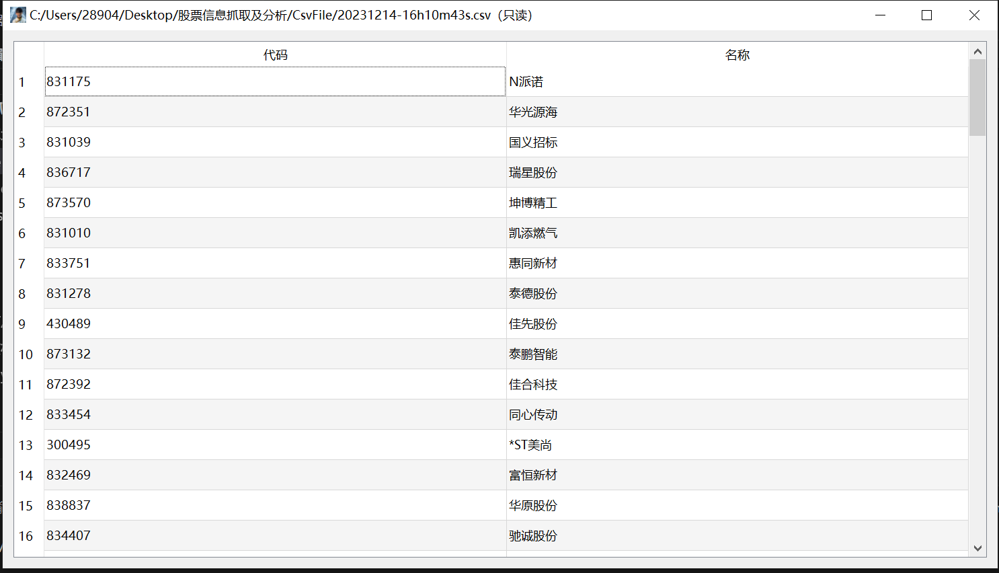 C:/Users/28904/Desktop/股票信息抓取及分析/CsvFile/20231214-16h10m43s.csv（只读）
代码 名称
1 831175 N派诺
2 872351 华光源海
3 831039 国义招标
4 836717 瑞星股份
5 873570 坤博精工
6 831010 凯添燃气
7 833751 惠同新材
8 831278 泰德股份
9 430489 佳先股份
10 873132 泰鹏智能
11 872392 佳合科技
12 833454 同心传动
13 300495 *ST美尚
14 832469 富恒新材
15 838837 华原股份
16 834407 驰诚股份